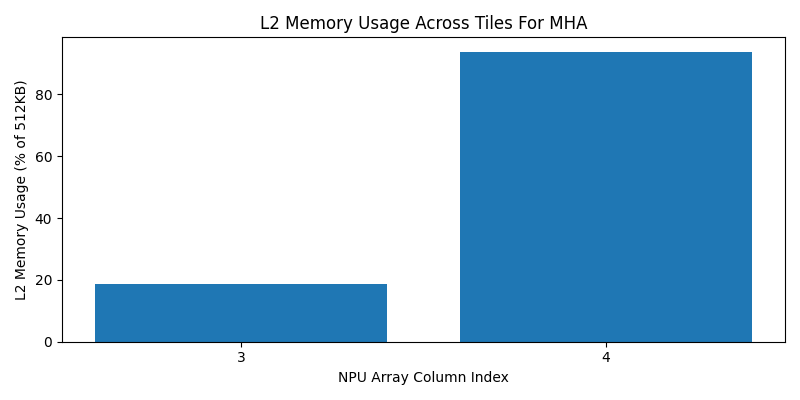 L2 Memory Usage Across Tiles For MHA
L2 Memory Usage (% of 512KB)
80
60
40
20
0
3 4
NPU Array Column Index